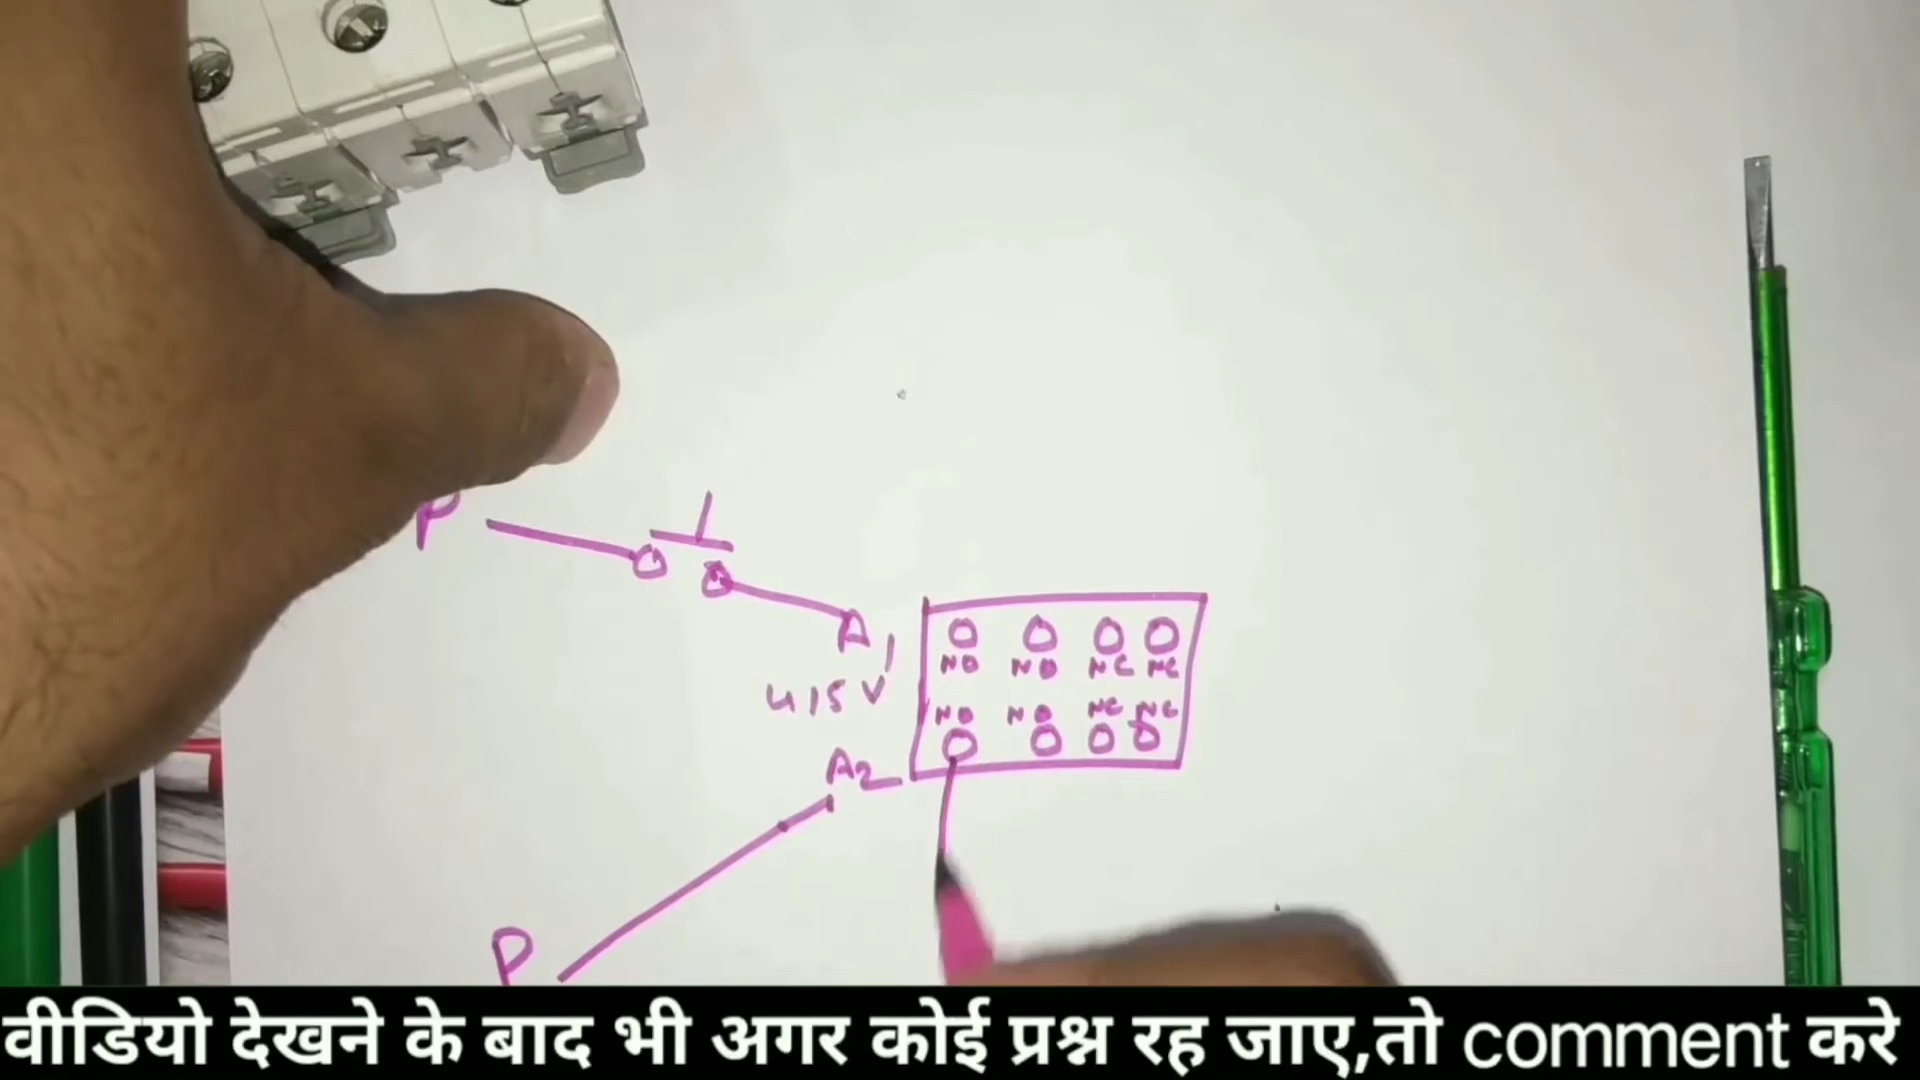 P
A1
NO NO NC NC
415V
NO NO NC NC
A2
P
वीडियो देखने के बाद भी अगर कोई प्रश्न रह जाए,तो comment करे